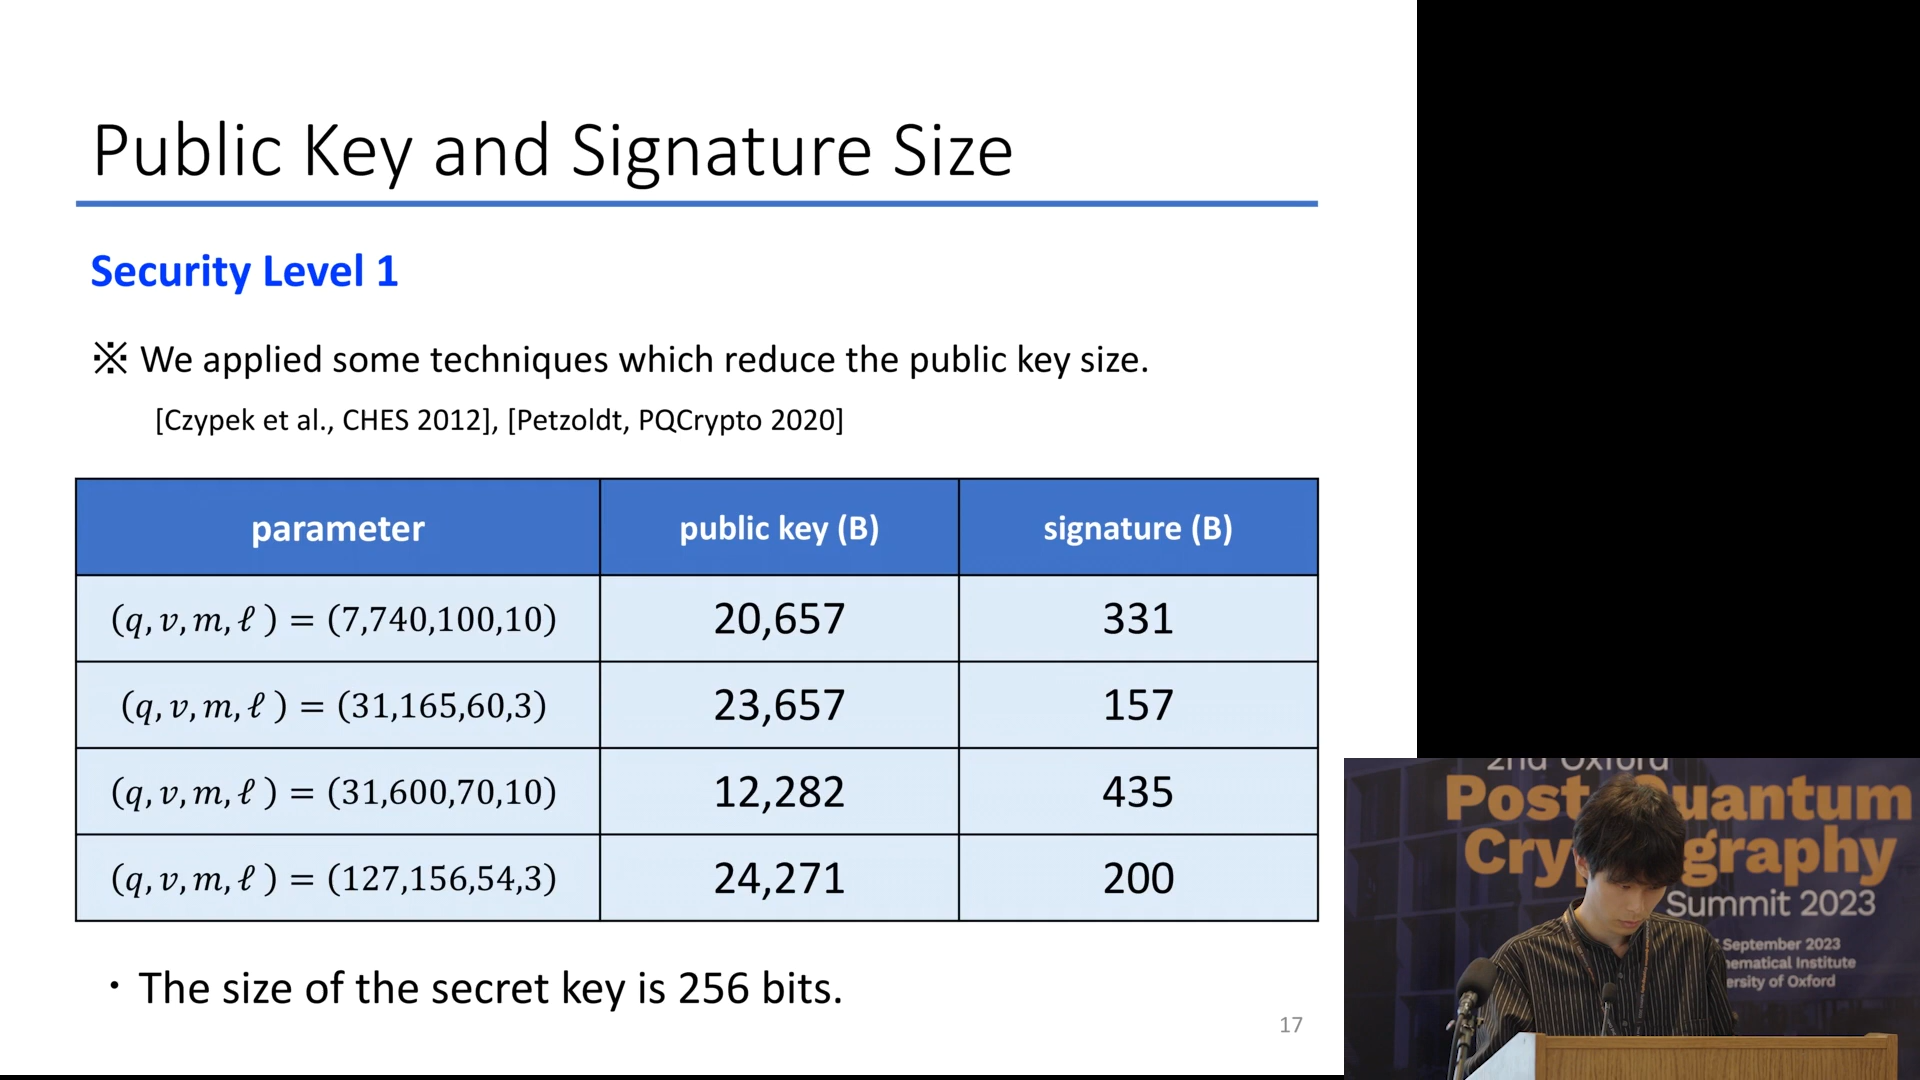 Public Key and Signature Size
Security Level 1
※ We applied some techniques which reduce the public key size.
[Czypek et al., CHES 2012], [Petzoldt, PQCrypto 2020]
parameter public key (B) signature (B)
(q, v, m, ℓ ) = (7,740,100,10) 20,657 331
(q, v, m, ℓ ) = (31,165,60,3) 23,657 157
(q, v, m, ℓ ) = (31,600,70,10) 12,282 435
(q, v, m, ℓ ) = (127,156,54,3) 24,271 200
・The size of the secret key is 256 bits.
17
2nd Oxford
Post uantum
Cry graphy
Summit 2023
September 2023
hematical Institute
ersity of Oxford